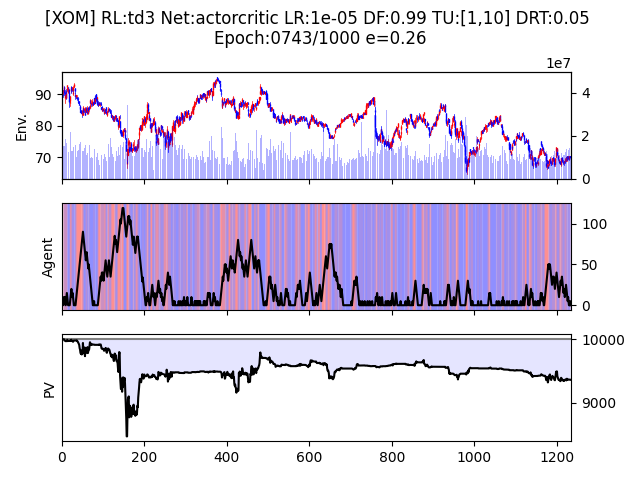 [XOM] RL:td3 Net:actorcritic LR:1e-05 DF:0.99 TU:[1,10] DRT:0.05
Epoch:0743/1000 e=0.26
1e7
Env.
90
80
70
4
2
0
Agent
100
50
0
PV
10000
9000
0 200 400 600 800 1000 1200